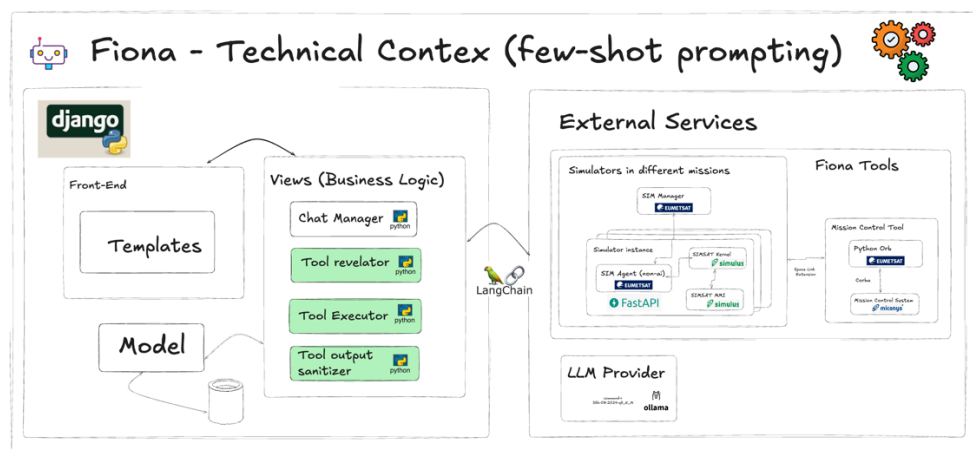 Fiona - Technical Contex (few-shot prompting)
django
Front-End
Templates
Model
Views (Business Logic)
Chat Manager
python
Tool revelator
python
Tool Executor
python
Tool output
sanitizer
python
LangChain
External Services
Simulators in different missions
Fiona Tools
SIM Manager
EUMETSAT
Simulator instance
SIM Agent (non-ai)
EUMETSAT
FastAPI
SIMSAT Kernel
simulus
SIMSAT MMI
simulus
Space Link
Extension
Mission Control Tool
Python Orb
EUMETSAT
Corba
Mission Control System
LLM Provider
ollama